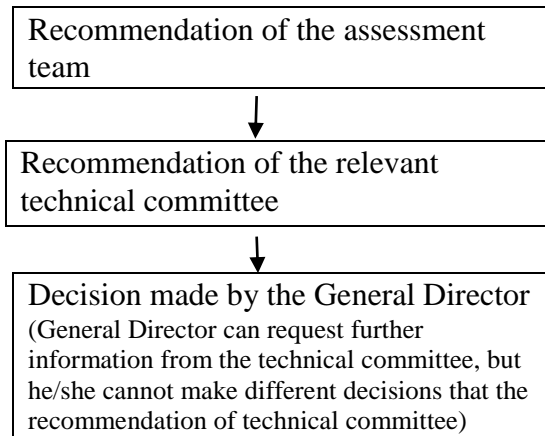 Recommendation of the assessment
team
Recommendation of the relevant
technical committee
Decision made by the General Director
(General Director can request further
information from the technical committee, but
he/she cannot make different decisions that the
recommendation of technical committee)